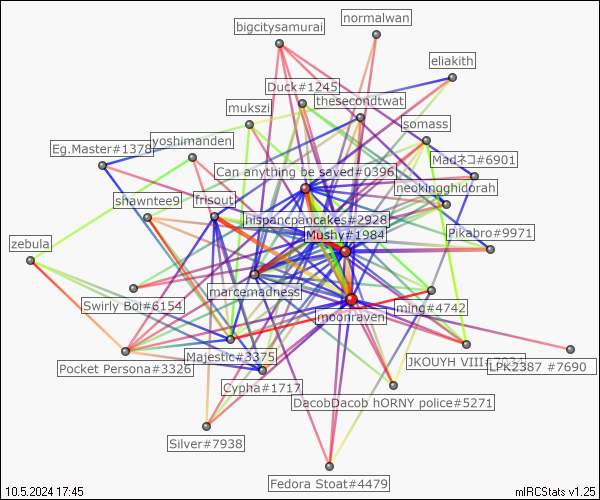 normalwan
bigcitysamurai
eliakith
Duck#1245
thesecondtwat
mukszi
somass
yoshimanden
Eg.Master#1378
Madネコ#6901
Can anything be saved#0396
neokingghidorah
shawntee9
frisout
hispancpancakes#2928
Mushy#1984
Pikabro#9971
zebula
marcemadness
Swirly Boi#6154
ming#4742
moonraven
Majestic#3375
JKOUYH VIII
LPK2387 #7690
Pocket Persona#3326
Cypha#1717
DacobDacob hORNY police#5271
Silver#7938
Fedora Stoat#4479
10.5.2024 17:45
mIRCStats v1.25